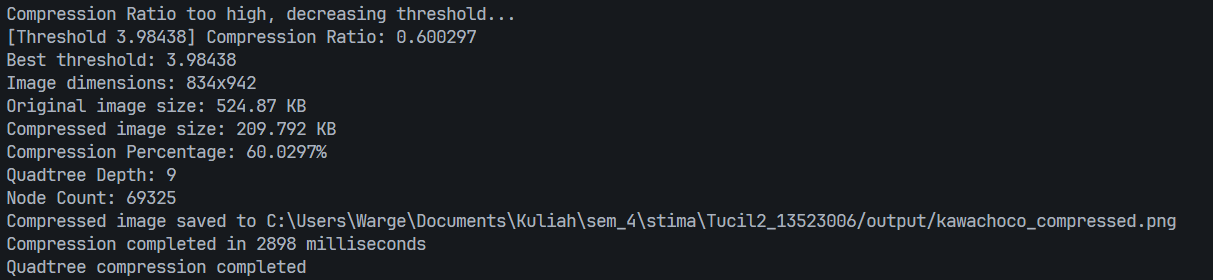 Compression Ratio too high, decreasing threshold...
[Threshold 3.98438] Compression Ratio: 0.600297
Best threshold: 3.98438
Image dimensions: 834x942
Original image size: 524.87 KB
Compressed image size: 209.792 KB
Compression Percentage: 60.0297%
Quadtree Depth: 9
Node Count: 69325
Compressed image saved to C:\Users\Warge\Documents\Kuliah\sem_4\stima\Tucil2_13523006/output/kawachoco_compressed.png
Compression completed in 2898 milliseconds
Quadtree compression completed